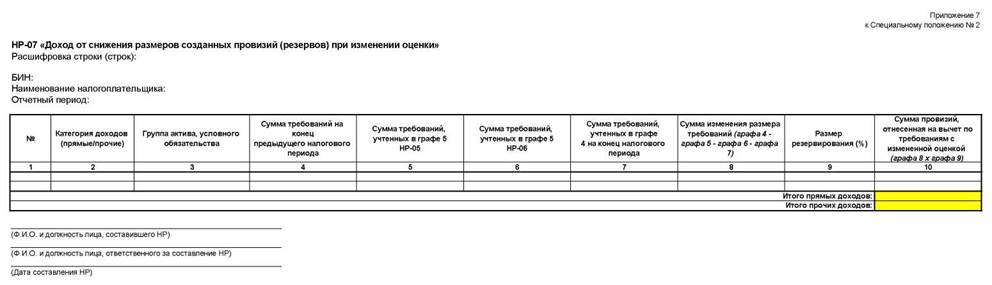 Приложение 7
к Специальному положению № 2
НР-07 «Доход от снижения размеров созданных провизий (резервов) при изменении оценки»
Расшифровка строки (строк):
БИН:
Наименование налогоплательщика:
Отчетный период:
№
Категория доходов
(прямые/прочие)
Группа актива, условного
обязательства
Сумма требований на
конец
предыдущего налогового
периода
Сумма требований,
учтенных в графе 5
НР-05
Сумма требований,
учтенных в графе 5
НР-06
Сумма требований,
учтенных в графе
4 на конец налогового
периода
Сумма изменения размера
требований (графа 4 -
графа 5 - графа 6 - графа
7)
Размер
резервирования (%)
Сумма провизий,
отнесенная на вычет по
требованиям с
измененной оценкой
(графа 8 х графа 9)
1 2 3 4 5 6 7 8 9 10
Итого прямых доходов:
Итого прочих доходов:
(Ф.И.О. и должность лица, составившего НР)
(Ф.И.О. и должность лица, ответственного за составление НР)
(Дата составления НР)